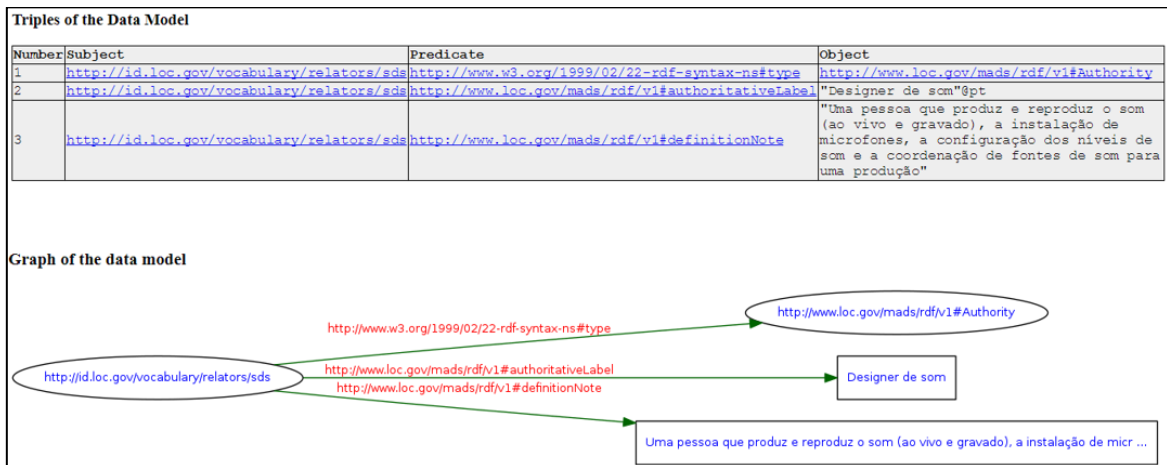 Triples of the Data Model
Number Subject Predicate Object
1 http://id.loc.gov/vocabulary/relators/sds http://www.w3.org/1999/02/22-rdf-syntax-ns#type http://www.loc.gov/mads/rdf/v1#Authority
2 http://id.loc.gov/vocabulary/relators/sds http://www.loc.gov/mads/rdf/v1#authoritativeLabel "Designer de som"@pt
3 http://id.loc.gov/vocabulary/relators/sds http://www.loc.gov/mads/rdf/v1#definitionNote "Uma pessoa que produz e reproduz o som
(ao vivo e gravado), a instalação de
microfones, a configuração dos níveis de
som e a coordenação de fontes de som para
uma produção"
Graph of the data model
http://www.loc.gov/mads/rdf/v1#Authority
http://www.w3.org/1999/02/22-rdf-syntax-ns#type
http://id.loc.gov/vocabulary/relators/sds
http://www.loc.gov/mads/rdf/v1#authoritativeLabel
Designer de som
http://www.loc.gov/mads/rdf/v1#definitionNote
Uma pessoa que produz e reproduz o som (ao vivo e gravado), a instalação de micr ...